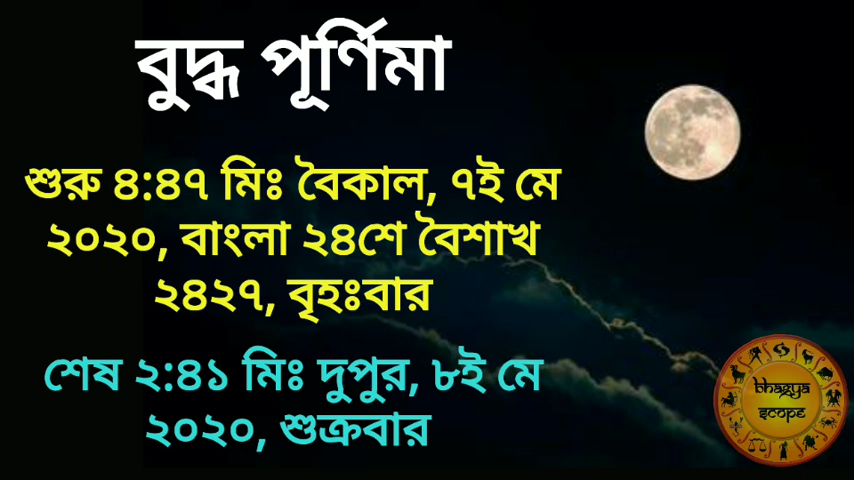 বুদ্ধ পূর্ণিমা
শুরু ৪:৪৭ মিঃ বৈকাল, ৭ই মে
২০২০, বাংলা ২৪শে বৈশাখ
২৪২৭, বৃহঃবার
শেষ ২:৪১ মিঃ দুপুর, ৮ই মে
২০২০, শুক্রবার
bhagya
scope